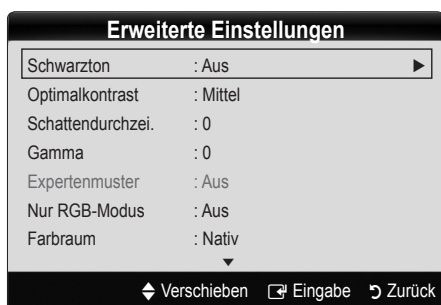 Erweiterte Einstellungen
Schwarzton : Aus ►
Optimalkontrast : Mittel
Schattendurchzei. : 0
Gamma : 0
Expertenmuster : Aus
Nur RGB-Modus : Aus
Farbraum : Nativ
▼
Verschieben Eingabe Zurück